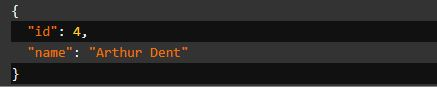 {
  "id": 4,
  "name": "Arthur Dent"
}